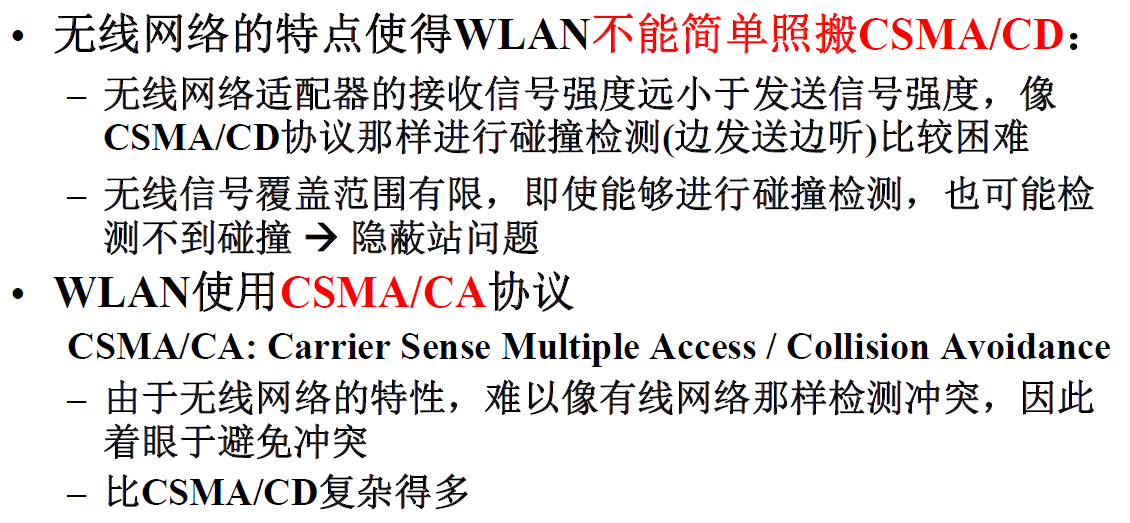 • 无线网络的特点使得WLAN不能简单照搬CSMA/CD：
– 无线网络适配器的接收信号强度远小于发送信号强度，像
CSMA/CD协议那样进行碰撞检测(边发送边听)比较困难
– 无线信号覆盖范围有限，即使能够进行碰撞检测，也可能检
测不到碰撞 → 隐蔽站问题
• WLAN使用CSMA/CA协议
CSMA/CA: Carrier Sense Multiple Access / Collision Avoidance
– 由于无线网络的特性，难以像有线网络那样检测冲突，因此
着眼于避免冲突
– 比CSMA/CD复杂得多